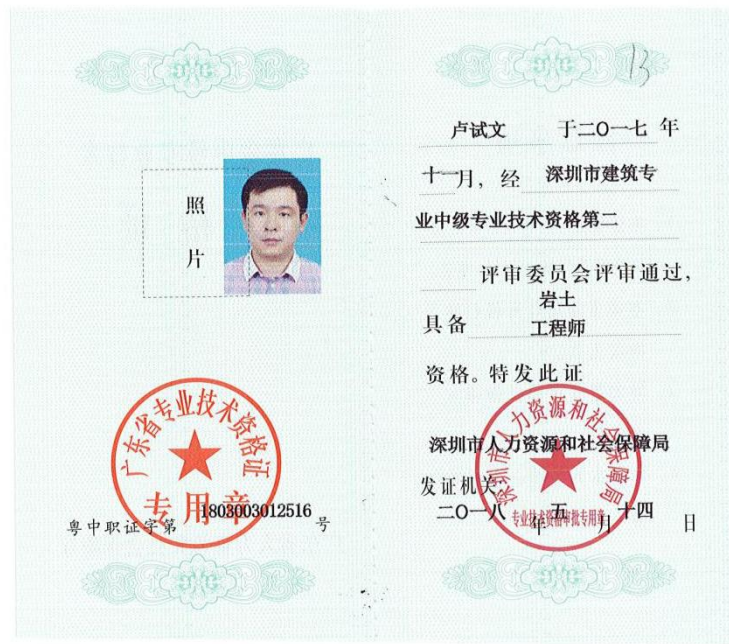 照
片
广东省专业技术资格证
专用章
粤中职证字第 1803003012516 号
13
卢试文 于二O一七 年
十一月，经 深圳市建筑专
业中级专业技术资格第二
评审委员会评审通过，
岩土
具备 工程师
资格。特发此证
深圳市人力资源和社会保障局
深圳市人力资源和社会保障局
发证机关：
二O一八 年 五 月 十四 日
专业技术资格审批专用章